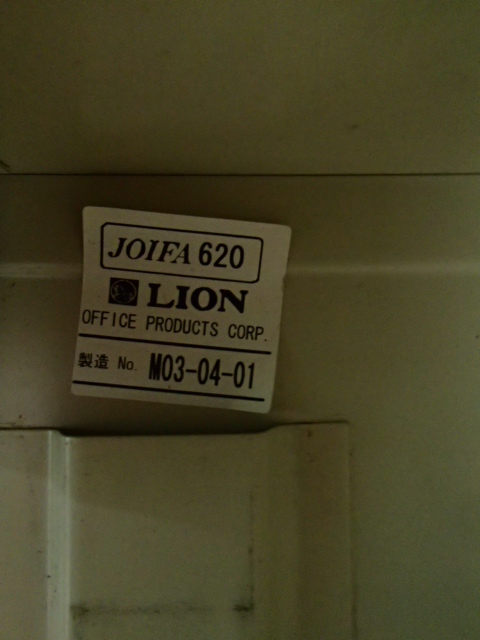 JOIFA 620
LION
OFFICE PRODUCTS CORP.
製造 No. M03-04-01